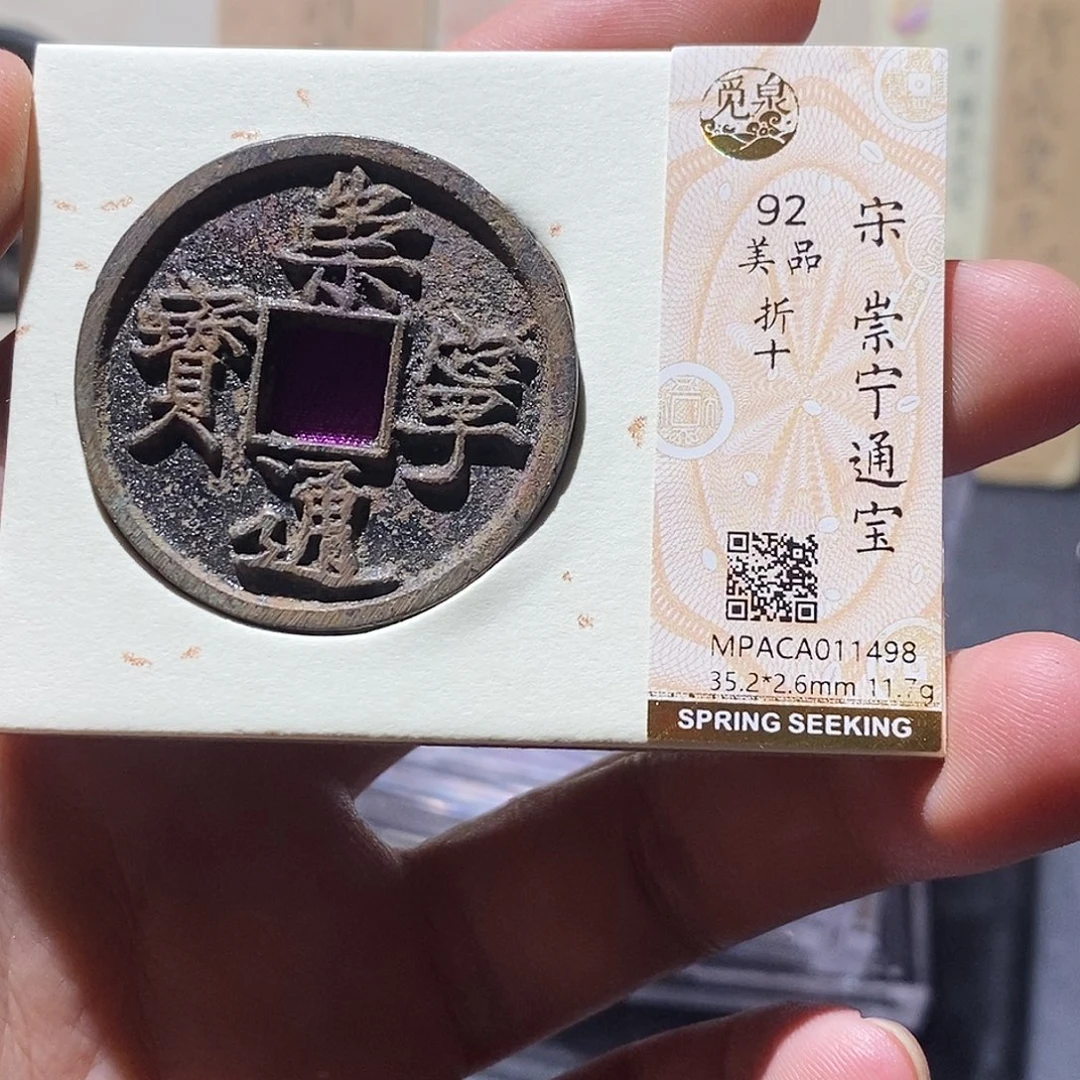 崇寧通寶
觅泉
宋 崇宁通宝
92
美品
折十
MPACA011498
35.2*2.6mm 11.7g
SPRING SEEKING